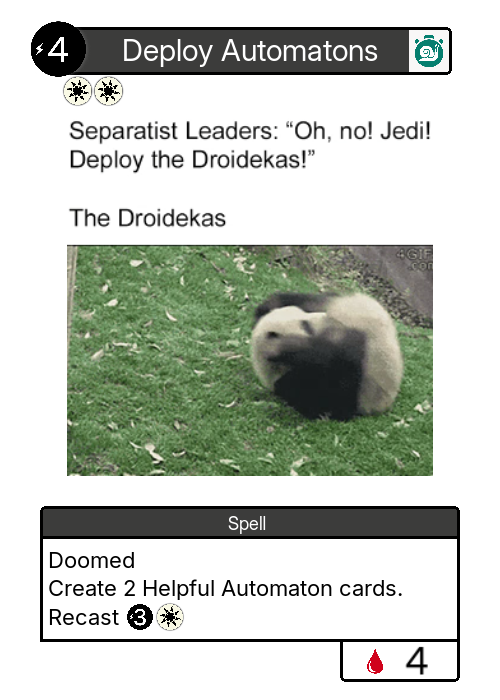 4 Deploy Automatons
Separatist Leaders: “Oh, no! Jedi!
Deploy the Droidekas!”
The Droidekas
4GIFs
.com
Spell
Doomed
Create 2 Helpful Automaton cards.
Recast 3
4